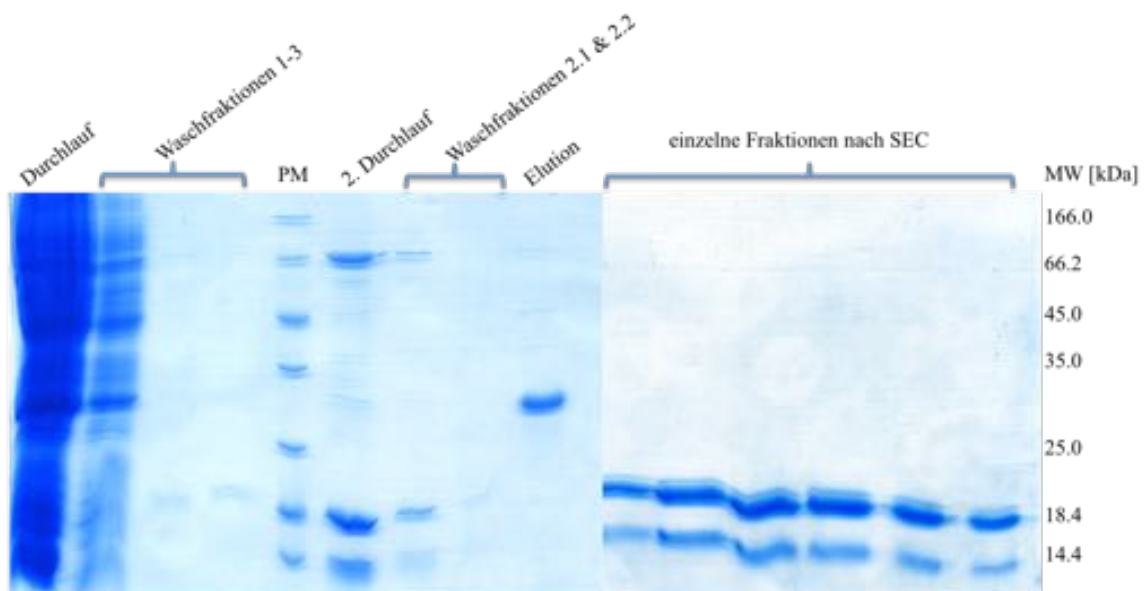 Durchlauf
Waschfraktionen 1-3
PM
2. Durchlauf
Waschfraktionen 2.1 & 2.2
Elution
einzelne Fraktionen nach SEC
MW [kDa]
166.0
66.2
45.0
35.0
25.0
18.4
14.4